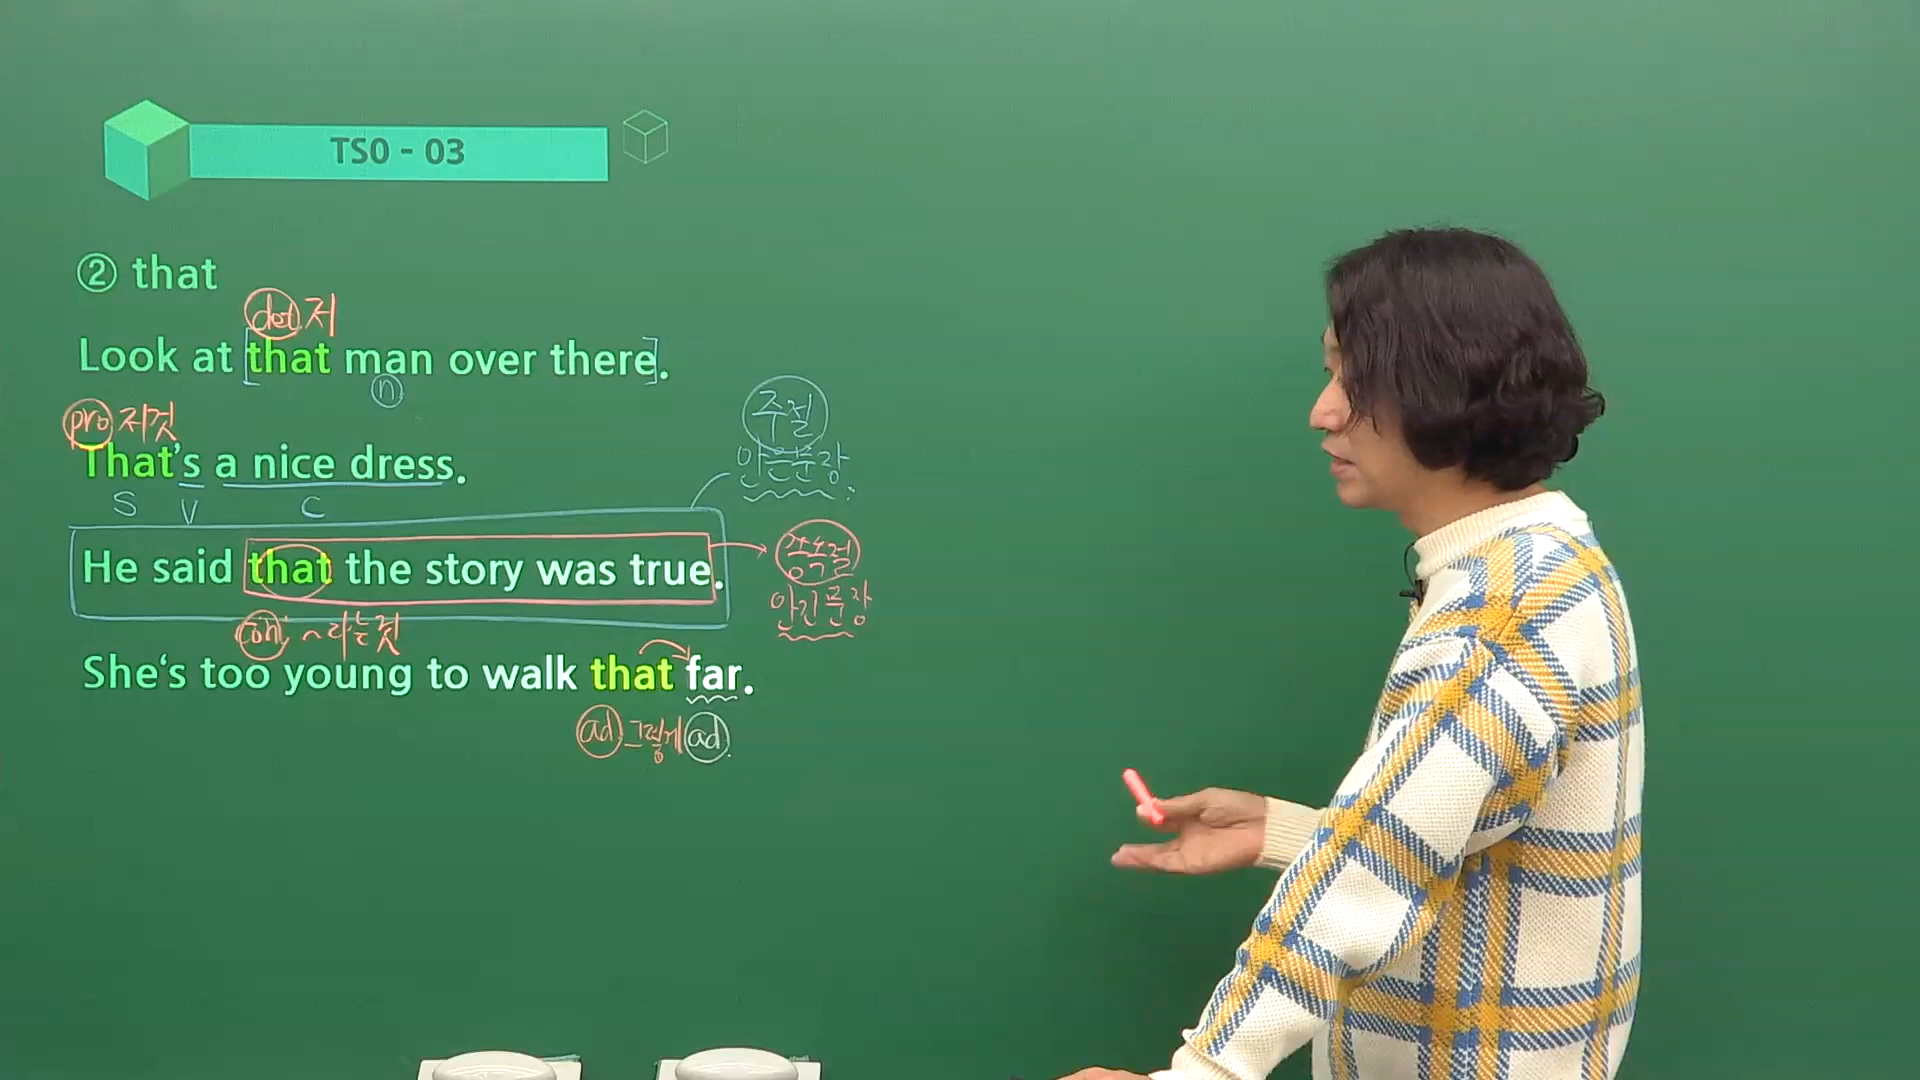 TS0 - 03
② that
det 저
Look at [that man over there].
n
pro 저것
That's a nice dress.
S V C
주절
안은문장
He said that the story was true.
종속절
안긴문장
con ~라는 것
She's too young to walk that far.
ad 그렇게 ad.